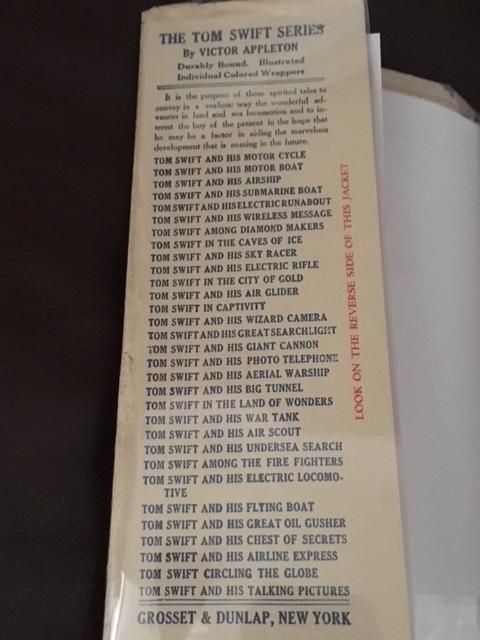 THE TOM SWIFT SERIES
By VICTOR APPLETON
Durably Bound. Illustrated
Individual Colored Wrappers
It is the purpose of these spirited tales to
convey in a realistic way the wonderful ad-
vances in land and sea locomotion and to in-
terest the boy of the present in the hope that
he may be a factor in aiding the marvelous
development that is coming in the future.
TOM SWIFT AND HIS MOTOR CYCLE
TOM SWIFT AND HIS MOTOR BOAT
TOM SWIFT AND HIS AIRSHIP
TOM SWIFT AND HIS SUBMARINE BOAT
TOM SWIFT AND HIS ELECTRIC RUNABOUT
TOM SWIFT AND HIS WIRELESS MESSAGE
TOM SWIFT AMONG DIAMOND MAKERS
TOM SWIFT IN THE CAVES OF ICE
TOM SWIFT AND HIS SKY RACER
TOM SWIFT AND HIS ELECTRIC RIFLE
TOM SWIFT IN THE CITY OF GOLD
TOM SWIFT AND HIS AIR GLIDER
TOM SWIFT IN CAPTIVITY
TOM SWIFT AND HIS WIZARD CAMERA
TOM SWIFT AND HIS GREAT SEARCHLIGHT
TOM SWIFT AND HIS GIANT CANNON
TOM SWIFT AND HIS PHOTO TELEPHONE
TOM SWIFT AND HIS AERIAL WARSHIP
TOM SWIFT AND HIS BIG TUNNEL
TOM SWIFT IN THE LAND OF WONDERS
TOM SWIFT AND HIS WAR TANK
TOM SWIFT AND HIS AIR SCOUT
TOM SWIFT AND HIS UNDERSEA SEARCH
TOM SWIFT AMONG THE FIRE FIGHTERS
TOM SWIFT AND HIS ELECTRIC LOCOMO-
TIVE
TOM SWIFT AND HIS FLYING BOAT
TOM SWIFT AND HIS GREAT OIL GUSHER
TOM SWIFT AND HIS CHEST OF SECRETS
TOM SWIFT AND HIS AIRLINE EXPRESS
TOM SWIFT CIRCLING THE GLOBE
TOM SWIFT AND HIS TALKING PICTURES
GROSSET & DUNLAP, NEW YORK
LOOK ON THE REVERSE SIDE OF THIS JACKET